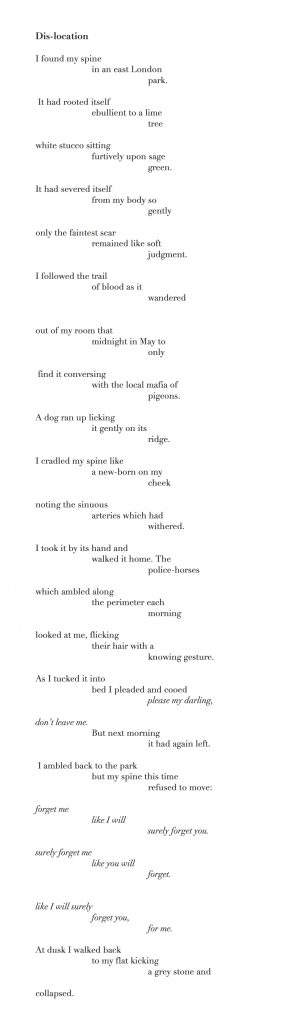 Dis-location
I found my spine
in an east London
park.
It had rooted itself
ebullient to a lime
tree
white stucco sitting
furtively upon sage
green.
It had severed itself
from my body so
gently
only the faintest scar
remained like soft
judgment.
I followed the trail
of blood as it
wandered
out of my room that
midnight in May to
only
find it conversing
with the local mafia of
pigeons.
A dog ran up licking
it gently on its
ridge.
I cradled my spine like
a new-born on my
cheek
noting the sinuous
arteries which had
withered.
I took it by its hand and
walked it home. The
police-horses
which ambled along
the perimeter each
morning
looked at me, flicking
their hair with a
knowing gesture.
As I tucked it into
bed I pleaded and cooed
please my darling,
don't leave me.
But next morning
it had again left.
I ambled back to the park
but my spine this time
refused to move:
forget me
like I will
surely forget you.
surely forget me
like you will
forget.
like I will surely
forget you,
for me.
At dusk I walked back
to my flat kicking
a grey stone and
collapsed.